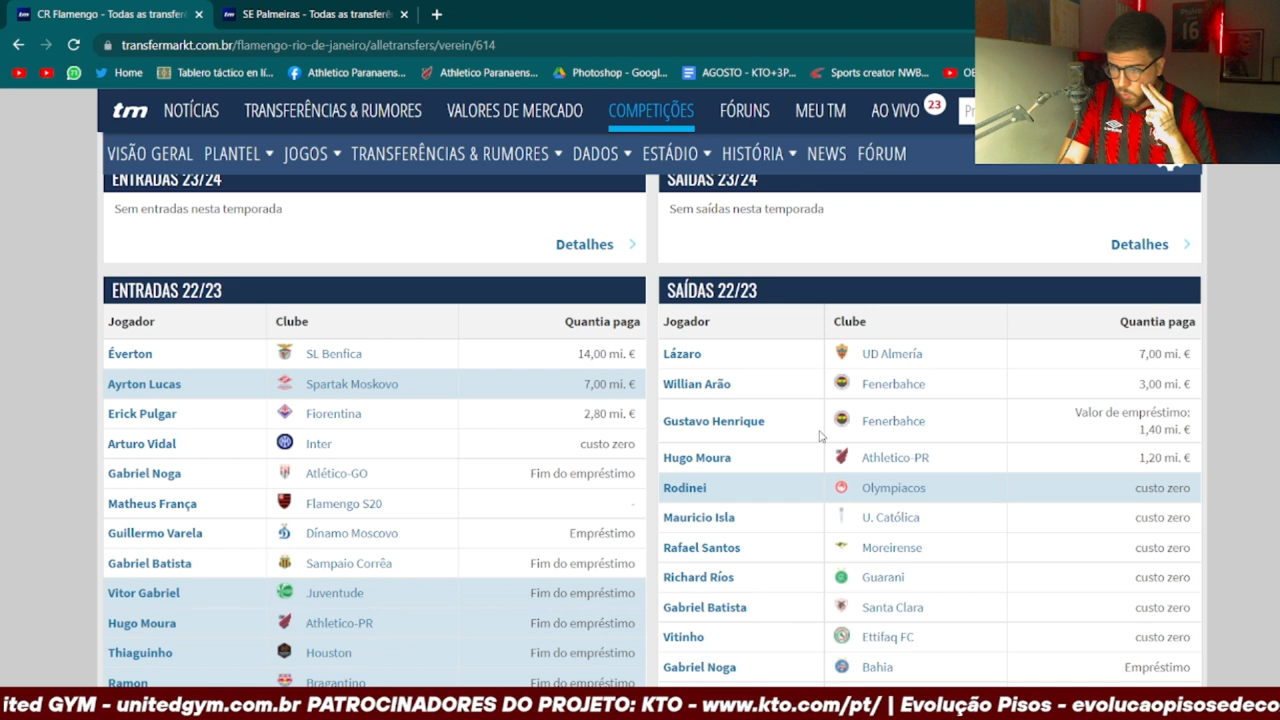 CR Flamengo - Todas as transferê
SE Palmeiras - Todas as transferê
transfermarkt.com.br/flamengo-rio-de-janeiro/alletransfers/verein/614
Home
Tablero táctico en lí...
Athletico Paranaens...
Athletico Paranaens...
Photoshop - Googl...
AGOSTO - KTO+3P...
Sports creator NWB...
tm NOTÍCIAS TRANSFERÊNCIAS & RUMORES VALORES DE MERCADO COMPETIÇÕES FÓRUNS MEU TM AO VIVO 23
VISÃO GERAL PLANTEL JOGOS TRANSFERÊNCIAS & RUMORES DADOS ESTÁDIO HISTÓRIA NEWS FÓRUM
16
umbro
ENTRADAS 23/24
Sem entradas nesta temporada
Detalhes
SAÍDAS 23/24
Sem saídas nesta temporada
Detalhes
ENTRADAS 22/23
Jogador Clube Quantia paga
Éverton SL Benfica 14,00 mi. €
Ayrton Lucas Spartak Moskovo 7,00 mi. €
Erick Pulgar Fiorentina 2,80 mi. €
Arturo Vidal Inter custo zero
Gabriel Noga Atlético-GO Fim do empréstimo
Matheus França Flamengo S20 -
Guillermo Varela Dínamo Moscovo Empréstimo
Gabriel Batista Sampaio Corrêa Fim do empréstimo
Vitor Gabriel Juventude Fim do empréstimo
Hugo Moura Athletico-PR Fim do empréstimo
Thiaguinho Houston Fim do empréstimo
Ramon Bragantino Fim do empréstimo
SAÍDAS 22/23
Jogador Clube Quantia paga
Lázaro UD Almería 7,00 mi. €
Willian Arão Fenerbahce 3,00 mi. €
Gustavo Henrique Fenerbahce Valor de empréstimo:
1,40 mi. €
Hugo Moura Athletico-PR 1,20 mi. €
Rodinei Olympiacos custo zero
Mauricio Isla U. Católica custo zero
Rafael Santos Moreirense custo zero
Richard Ríos Guarani custo zero
Gabriel Batista Santa Clara custo zero
Vitinho Ettifaq FC custo zero
Gabriel Noga Bahia Empréstimo
ited GYM - unitedgym.com.br PATROCINADORES DO PROJETO: KTO - www.kto.com/pt/ | Evolução Pisos - evolucaopisosedeco